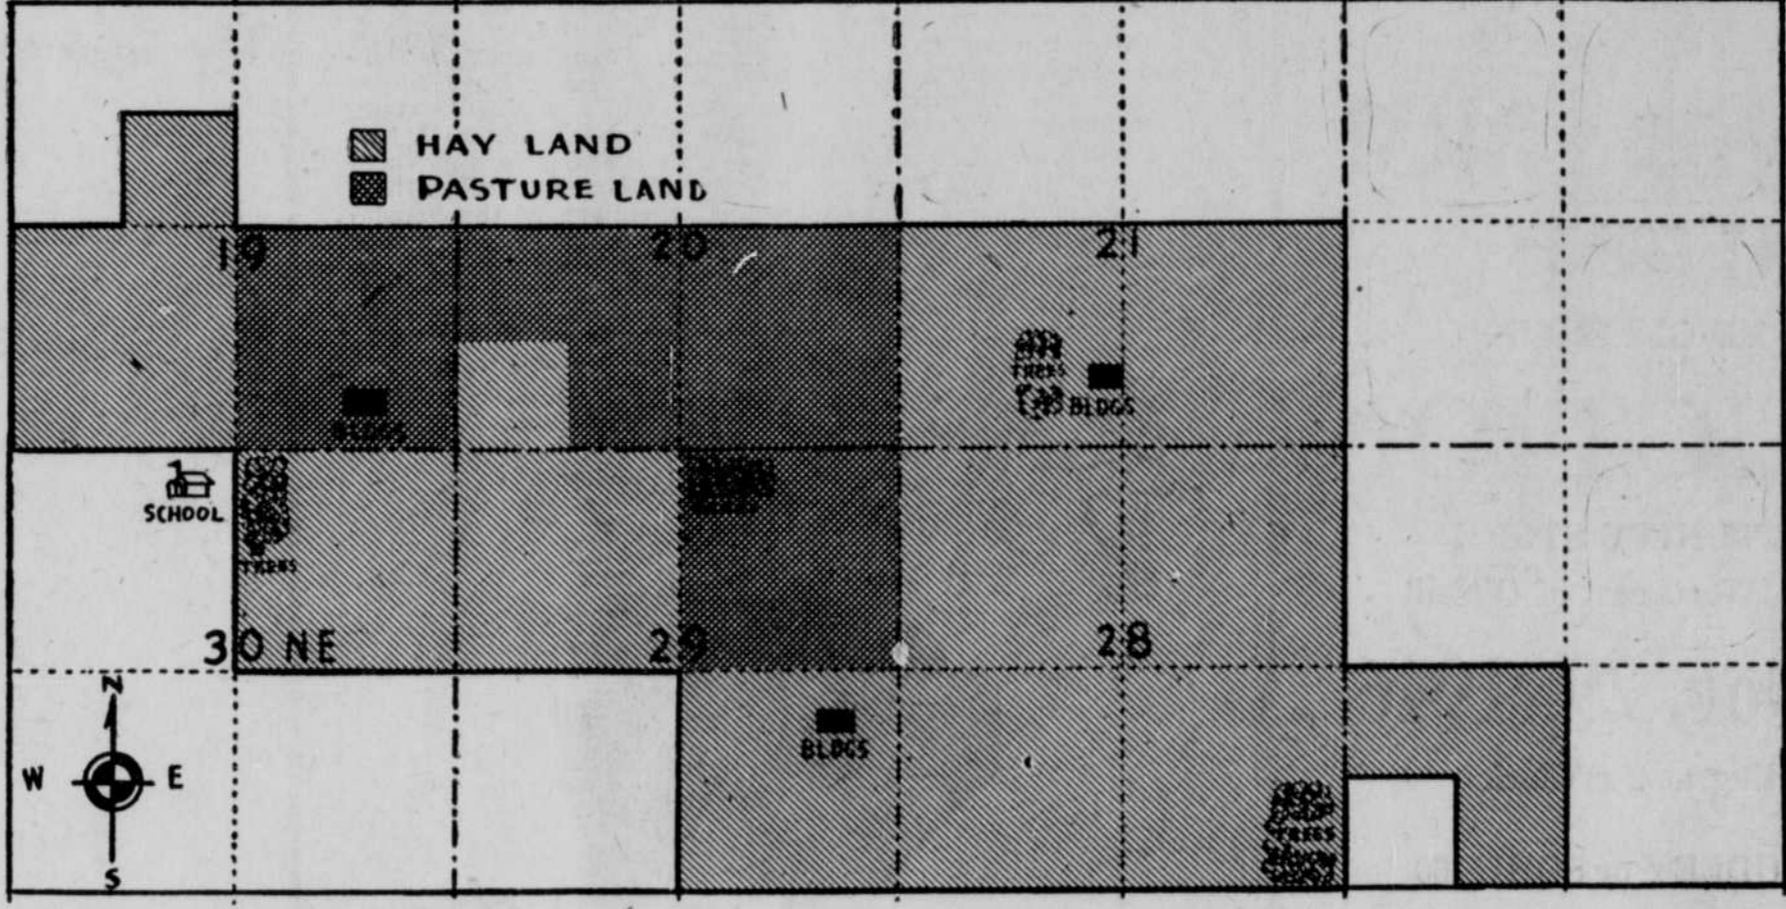 HAY LAND
PASTURE LAND
19
20
21
TREES
BLDGS
BLDGS
SCHOOL
TREES
30 NE
29
28
N
W E
S
BLDGS
TREES